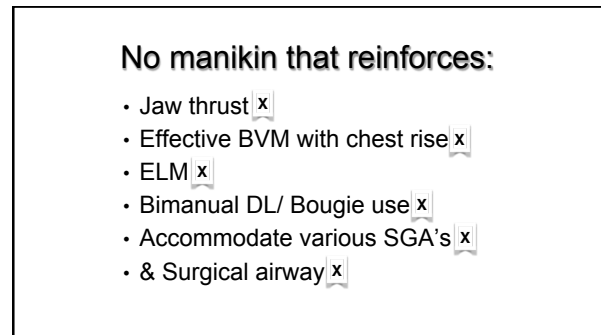 No manikin that reinforces:
• Jaw thrust x
• Effective BVM with chest rise x
• ELM x
• Bimanual DL/ Bougie use x
• Accommodate various SGA's x
• & Surgical airway x